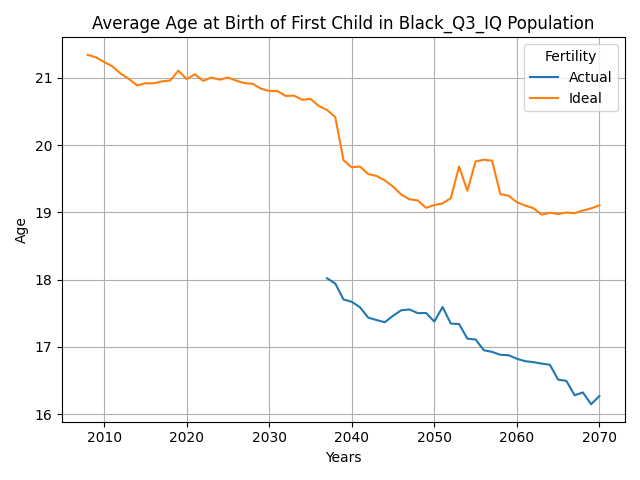 Average Age at Birth of First Child in Black_Q3_IQ Population
Fertility
Actual
Ideal
Age
21
20
19
18
17
16
2010
2020
2030
2040
2050
2060
2070
Years